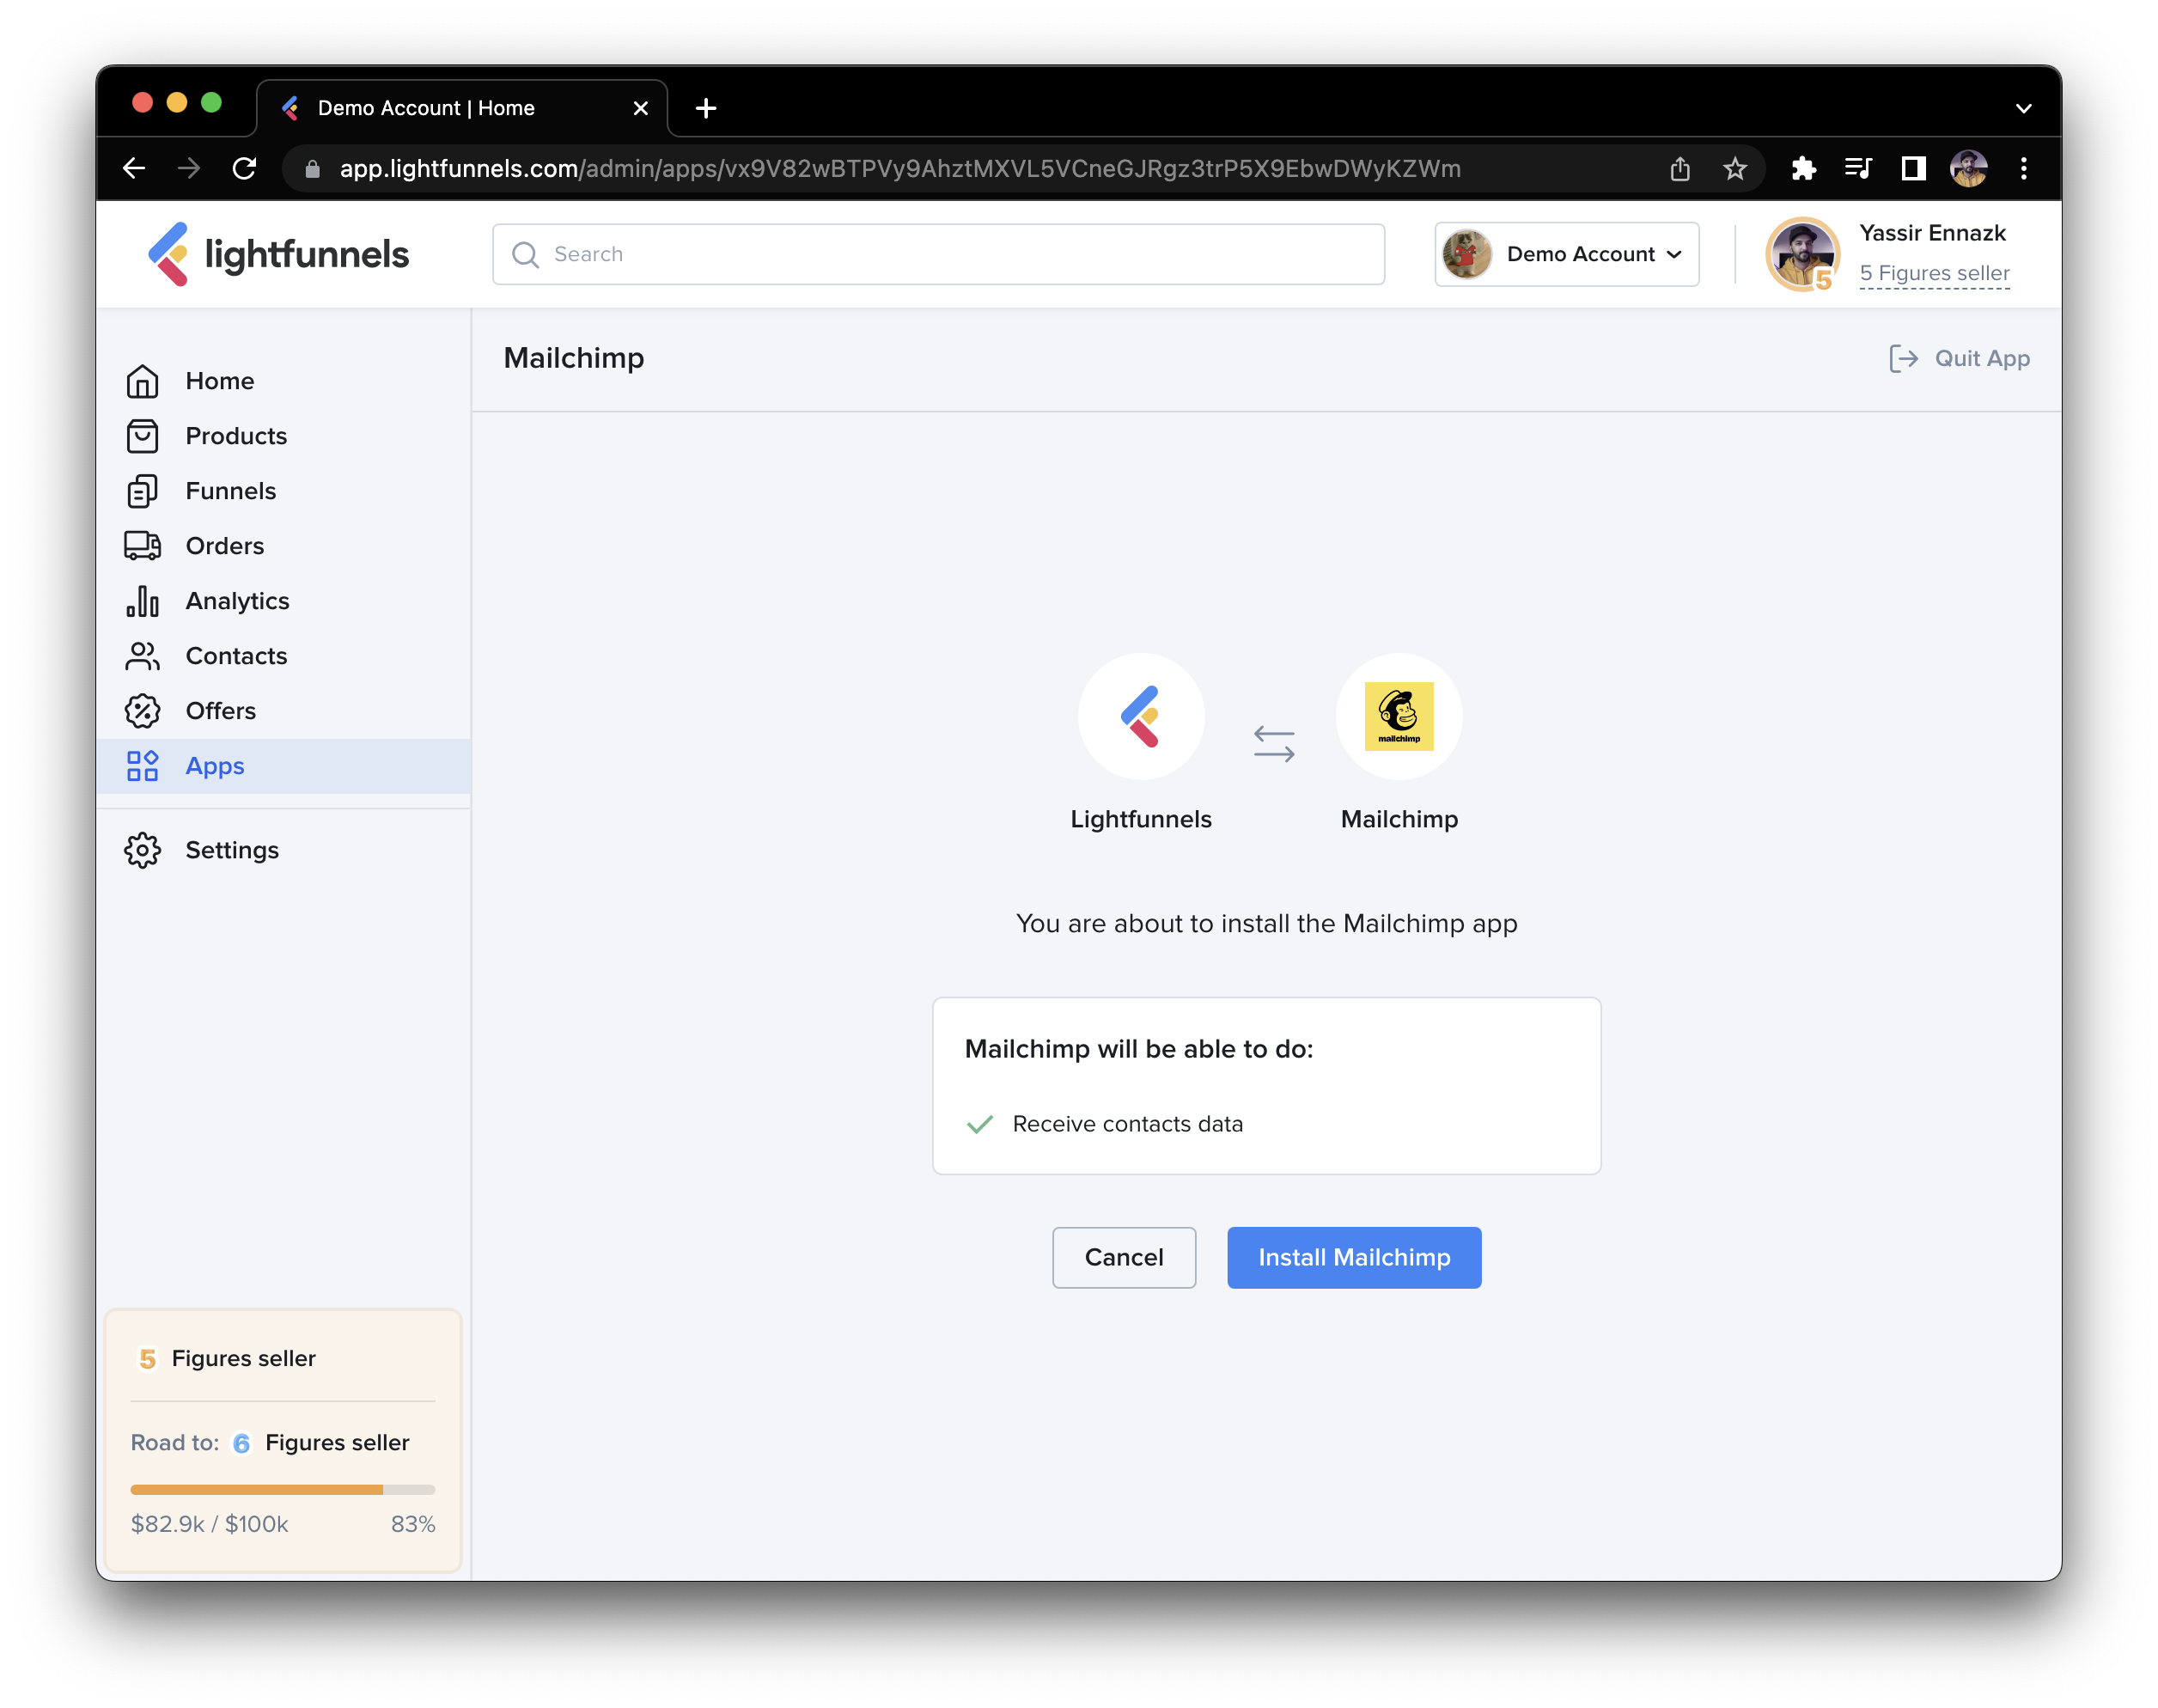 Demo Account | Home
app.lightfunnels.com/admin/apps/vx9V82wBTPVy9AhztMXVL5VCneGJRgz3trP5X9EbwDWyKZWm
lightfunnels
Search
Demo Account
Yassir Ennazk
5 Figures seller
5
Home
Products
Funnels
Orders
Analytics
Contacts
Offers
Apps
Settings
5 Figures seller
Road to: 6 Figures seller
$82.9k / $100k 83%
Mailchimp
Quit App
mailchimp
Lightfunnels
Mailchimp
You are about to install the Mailchimp app
Mailchimp will be able to do:
Receive contacts data
Cancel
Install Mailchimp